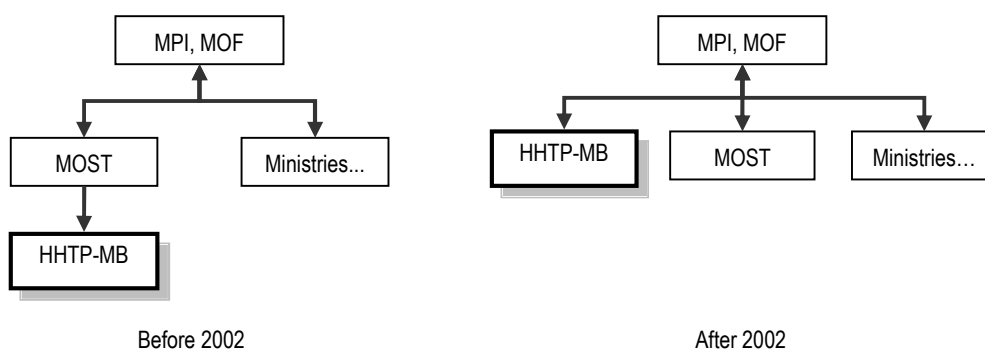 MPI, MOF
MOST
Ministries...
HHTP-MB
Before 2002
MPI, MOF
HHTP-MB
MOST
Ministries…
After 2002